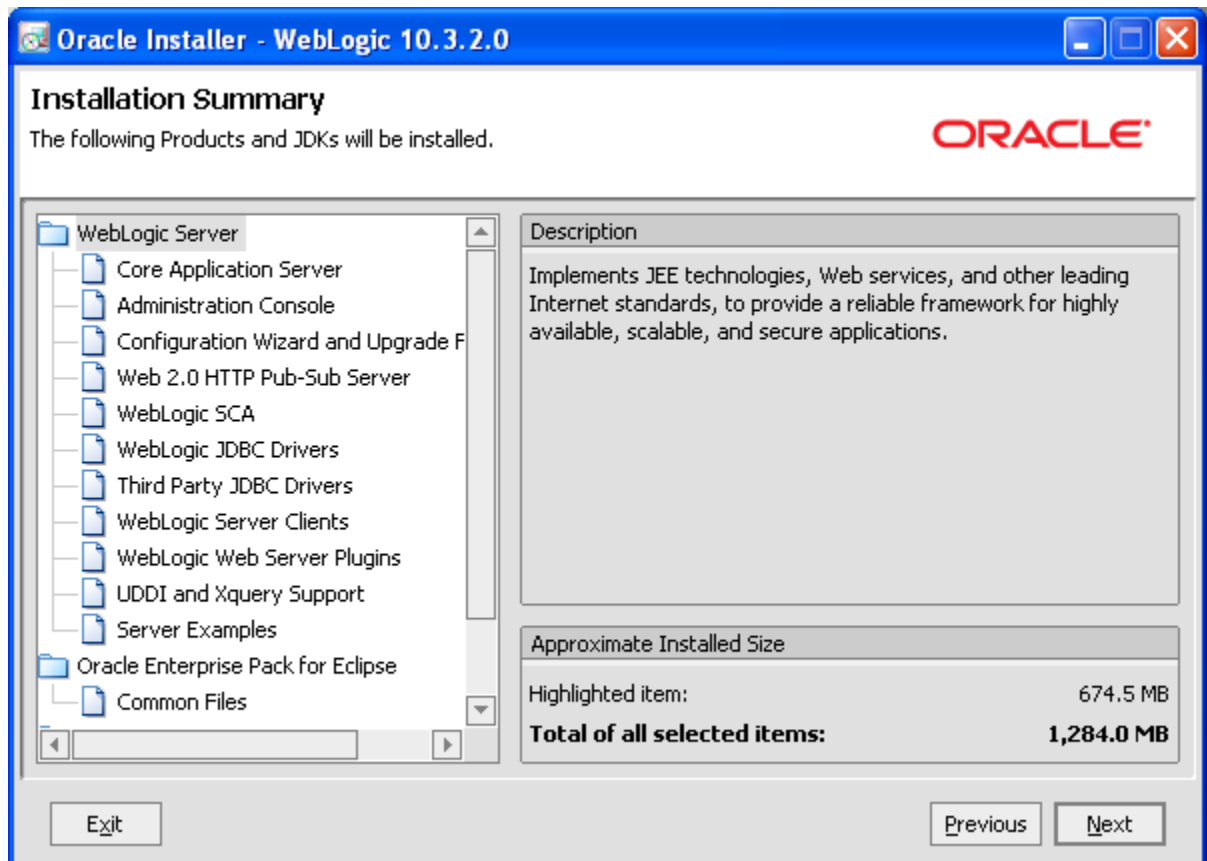 Oracle Installer - WebLogic 10.3.2.0
Installation Summary
The following Products and JDKs will be installed.
ORACLE
WebLogic Server
Core Application Server
Administration Console
Configuration Wizard and Upgrade F
Web 2.0 HTTP Pub-Sub Server
WebLogic SCA
WebLogic JDBC Drivers
Third Party JDBC Drivers
WebLogic Server Clients
WebLogic Web Server Plugins
UDDI and Xquery Support
Server Examples
Oracle Enterprise Pack for Eclipse
Common Files
Description
Implements JEE technologies, Web services, and other leading
Internet standards, to provide a reliable framework for highly
available, scalable, and secure applications.
Approximate Installed Size
Highlighted item: 674.5 MB
Total of all selected items: 1,284.0 MB
Exit
Previous
Next